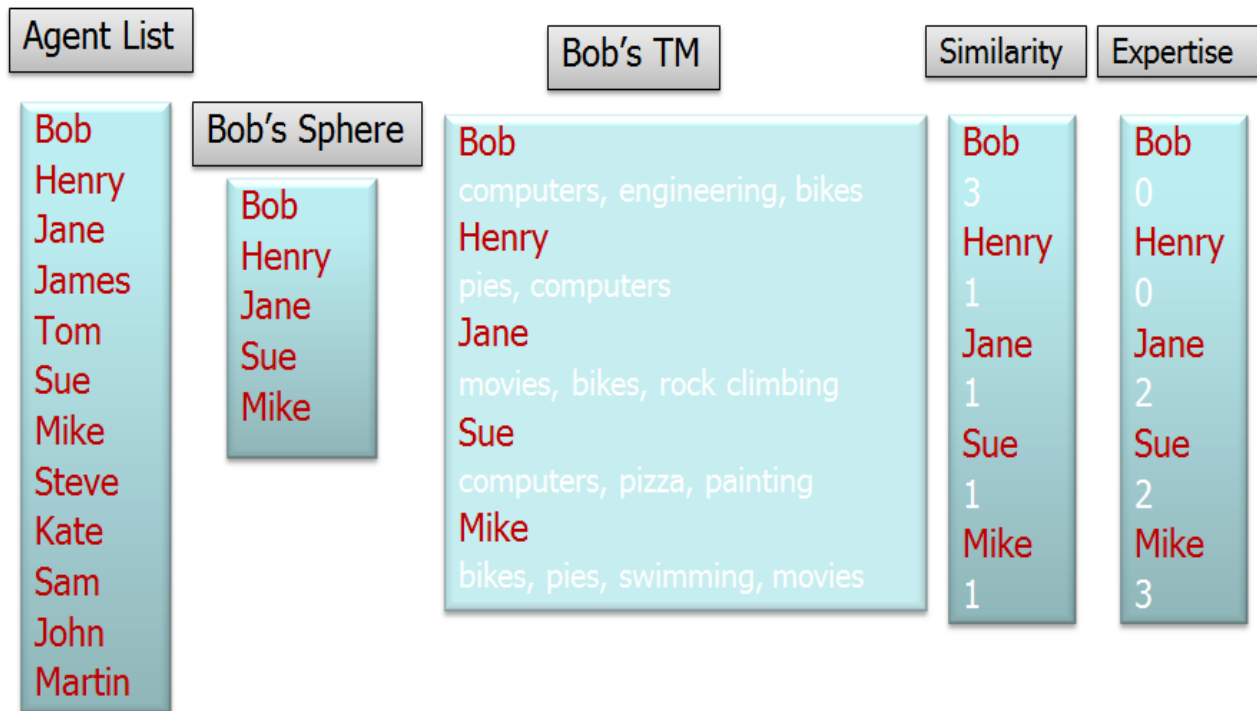 Agent List
Bob
Henry
Jane
James
Tom
Sue
Mike
Steve
Kate
Sam
John
Martin
Bob's Sphere
Bob
Henry
Jane
Sue
Mike
Bob's TM
Bob
computers, engineering, bikes
Henry
pies, computers
Jane
movies, bikes, rock climbing
Sue
computers, pizza, painting
Mike
bikes, pies, swimming, movies
Similarity
Bob
3
Henry
1
Jane
1
Sue
1
Mike
1
Expertise
Bob
0
Henry
0
Jane
2
Sue
2
Mike
3